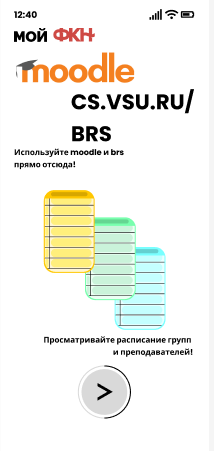 12:40
МОЙ ФКН
moodle
CS.VSU.RU/
BRS
Используйте moodle и brs
прямо отсюда!
Просматривайте расписание групп
и преподавателей!